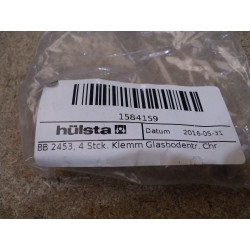 1584159
hülsta
Datum 2016-05-31
BB 2453, 4 Stck. Klemm Glasbodentr. Chr